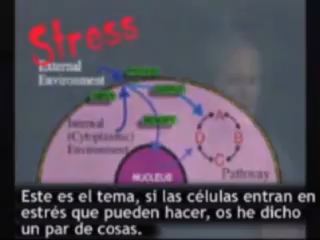 Stress
External
Environment
Internal
(Cytoplasmic)
Environment
A
D
B
C
Pathway
NUCLEUS
Este es el tema, si las células entran en
estrés que pueden hacer, os he dicho
un par de cosas.